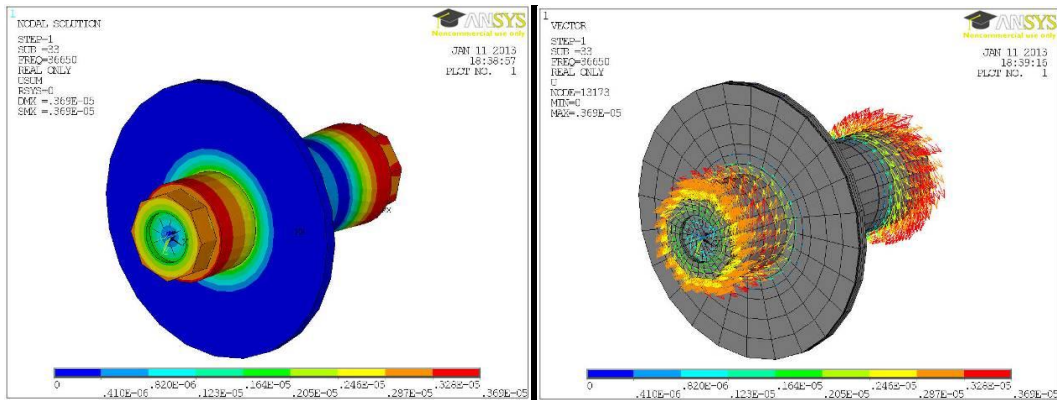 1
NODAL SOLUTION
STEP=1
SUB =33
FREQ=36650
REAL ONLY
USUM
RSYS=0
DMX =.369E-05
SMX =.369E-05
ANSYS
Noncommercial use only
JAN 11 2013
18:38:57
PLOT NO. 1
0 .820E-06 .164E-05 .246E-05 .328E-05
.410E-06 .123E-05 .205E-05 .287E-05 .369E-05
1
VECTOR
STEP=1
SUB =33
FREQ=36650
REAL ONLY
U
NODE=13173
MIN=0
MAX=.369E-05
ANSYS
Noncommercial use only
JAN 11 2013
18:39:16
PLOT NO. 1
0 .820E-06 .164E-05 .246E-05 .328E-05
.410E-06 .123E-05 .205E-05 .287E-05 .369E-05